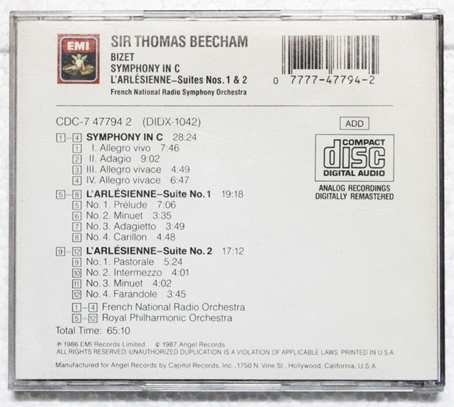 EMI
SIR THOMAS BEECHAM
BIZET
SYMPHONY IN C
L'ARLÉSIENNE–Suites Nos. 1 & 2
French National Radio Symphony Orchestra
0 7777-47794-2
CDC-7 47794 2 (DIDX 1042)
ADD
1–4 SYMPHONY IN C 28:24
1 I. Allegro vivo 7:46
2 II. Adagio 9:02
3 III. Allegro vivace 4:49
4 IV. Allegro vivace 6:47
COMPACT
disc
DIGITAL AUDIO
ANALOG RECORDINGS
DIGITALLY REMASTERED
5–8 L'ARLÉSIENNE–Suite No. 1 19:18
5 No. 1. Prélude 7:06
6 No. 2. Minuet 3:35
7 No. 3. Adagietto 3:49
8 No. 4. Carillon 4:48
9–12 L'ARLÉSIENNE–Suite No. 2 17:12
9 No. 1. Pastorale 5:24
10 No. 2. Intermezzo 4:01
11 No. 3. Minuet 4:02
12 No. 4. Farandole 3:45
1–4 French National Radio Orchestra
5–12 Royal Philharmonic Orchestra
Total Time: 65:10
℗ 1986 EMI Records Limited © 1987 Angel Records
ALL RIGHTS RESERVED. UNAUTHORIZED DUPLICATION IS A VIOLATION OF APPLICABLE LAWS. PRINTED IN U.S.A.
Manufactured for Angel Records by Capitol Records, Inc., 1750 N. Vine St., Hollywood, California, U.S.A.